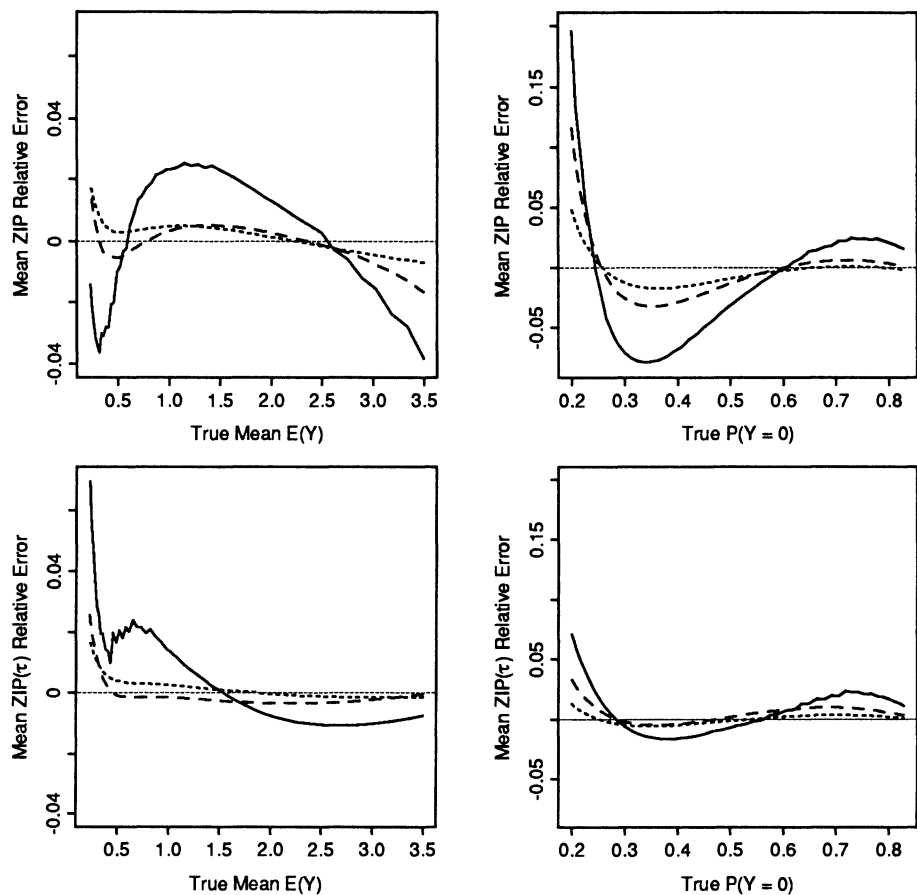 Mean ZIP Relative Error
0.04
0
-0.04
0.5 1.0 1.5 2.0 2.5 3.0 3.5
True Mean E(Y)
Mean ZIP Relative Error
0.15
0.05
-0.05
0.2 0.3 0.4 0.5 0.6 0.7 0.8
True P(Y = 0)
Mean ZIP(τ) Relative Error
0.04
0
-0.04
0.5 1.0 1.5 2.0 2.5 3.0 3.5
True Mean E(Y)
Mean ZIP(τ) Relative Error
0.15
0.05
-0.05
0.2 0.3 0.4 0.5 0.6 0.7 0.8
True P(Y = 0)